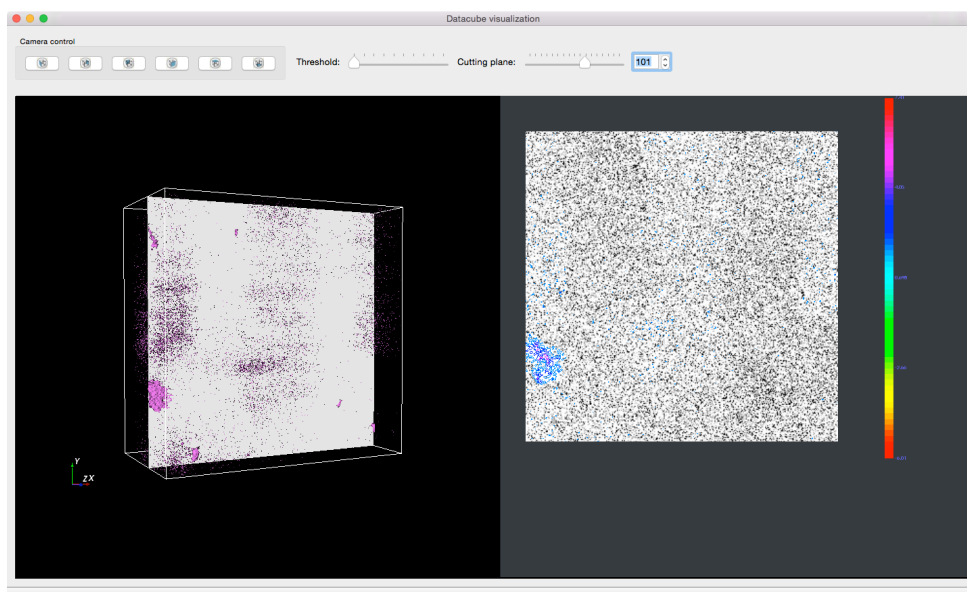 Datacube visualization
Camera control
Threshold:
Cutting plane:
101
Y
Z X